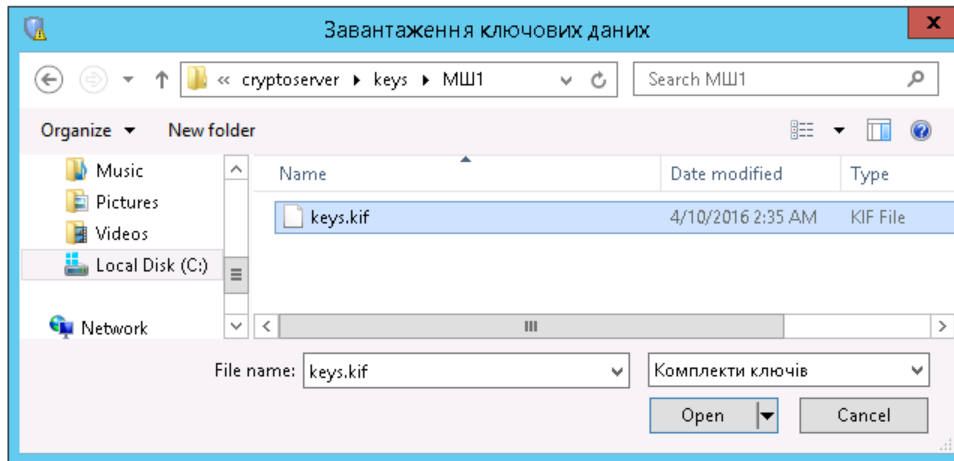 Завантаження ключових даних
x
« cryptoserver keys МШ1 Search МШ1
Organize New folder
Music
Pictures
Videos
Local Disk (C:)
Network
Name Date modified Type
keys.kif 4/10/2016 2:35 AM KIF File
File name: keys.kif Комплекти ключів
Open Cancel